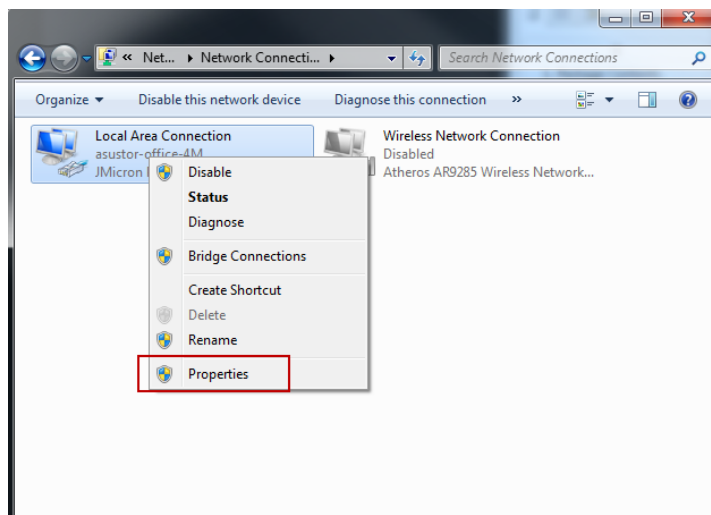 « Net... ▸ Network Connecti... ▸
Search Network Connections
Organize Disable this network device Diagnose this connection »
Local Area Connection
asustor-office-4M
JMicron
Wireless Network Connection
Disabled
Atheros AR9285 Wireless Network...
Disable
Status
Diagnose
Bridge Connections
Create Shortcut
Delete
Rename
Properties